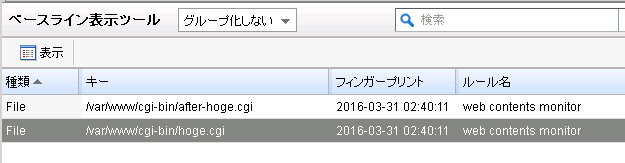 ベースライン表示ツール グループ化しない 検索
表示
種類 キー フィンガープリント ルール名
File /var/www/cgi-bin/after-hoge.cgi 2016-03-31 02:40:11 web contents monitor
File /var/www/cgi-bin/hoge.cgi 2016-03-31 02:40:11 web contents monitor